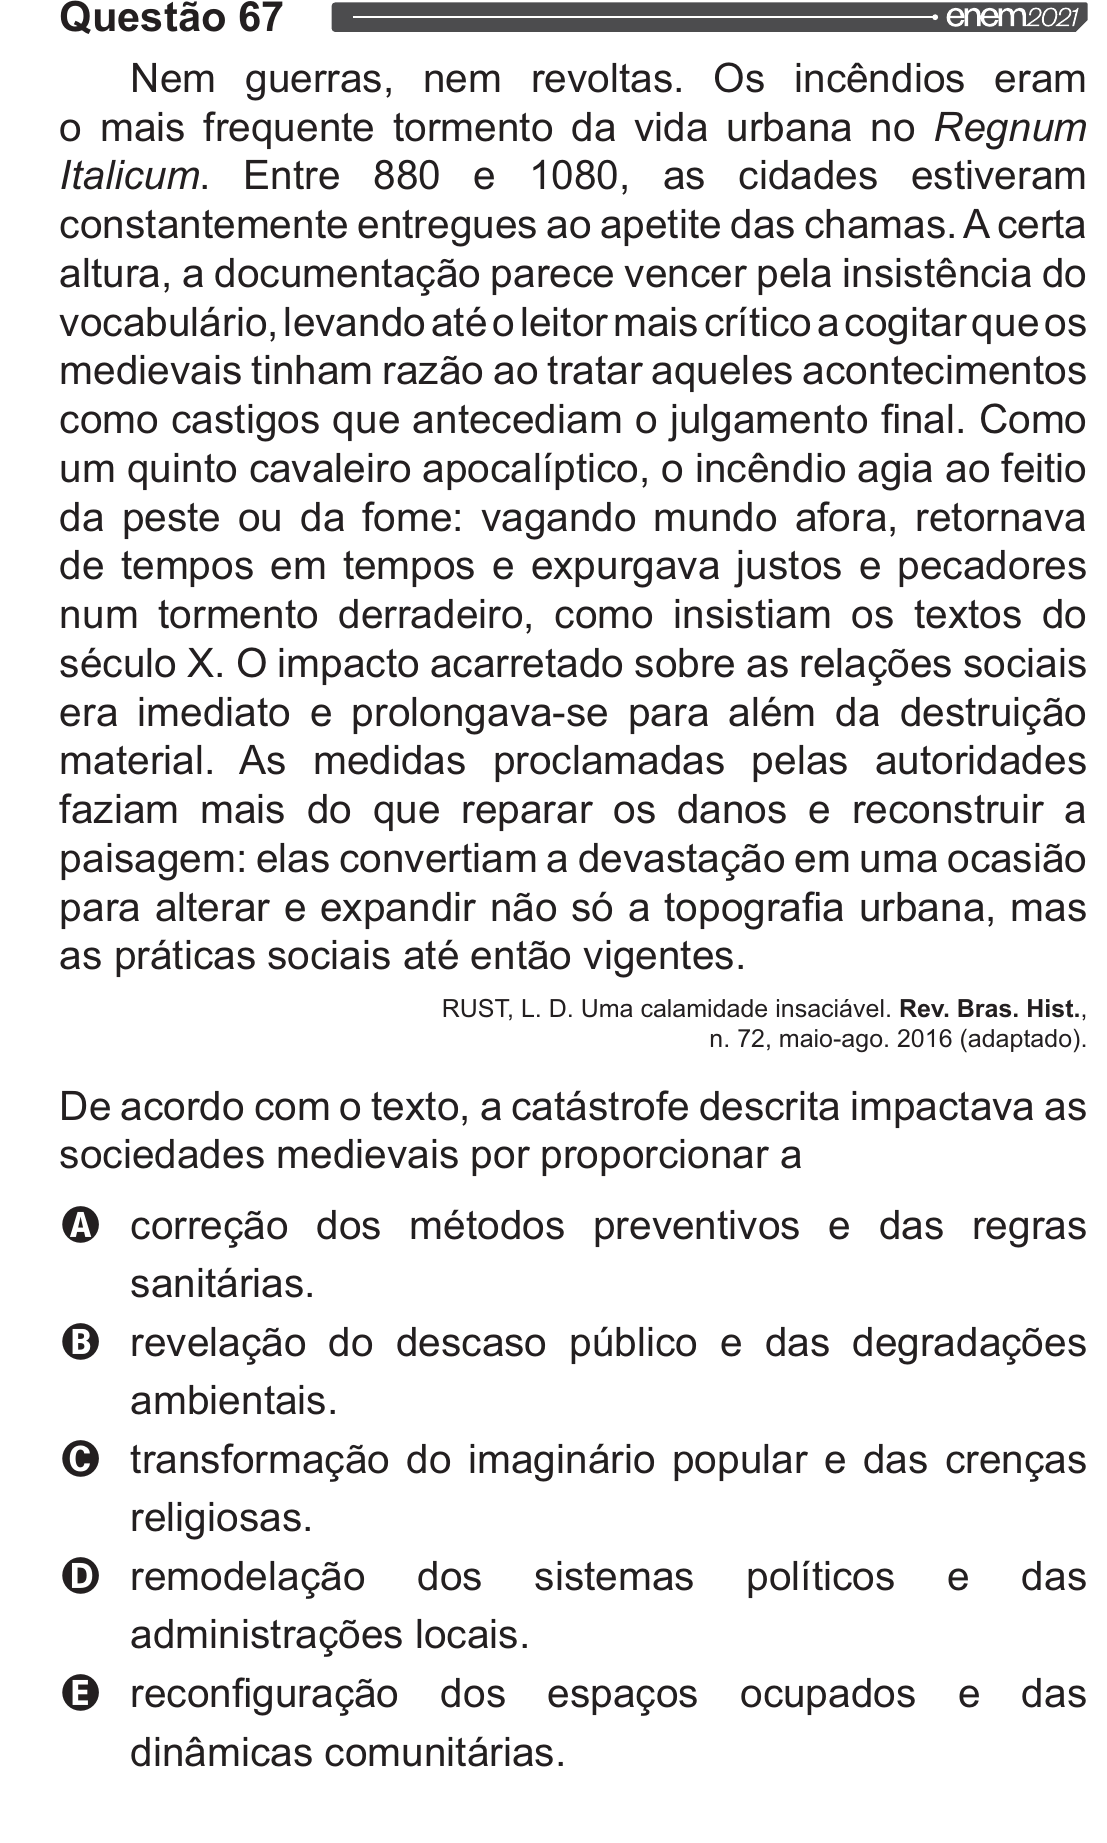 Questão 67 enem2021
Nem guerras, nem revoltas. Os incêndios eram
o mais frequente tormento da vida urbana no Regnum
Italicum. Entre 880 e 1080, as cidades estiveram
constantemente entregues ao apetite das chamas. A certa
altura, a documentação parece vencer pela insistência do
vocabulário, levando até o leitor mais crítico a cogitar que os
medievais tinham razão ao tratar aqueles acontecimentos
como castigos que antecediam o julgamento final. Como
um quinto cavaleiro apocalíptico, o incêndio agia ao feitio
da peste ou da fome: vagando mundo afora, retornava
de tempos em tempos e expurgava justos e pecadores
num tormento derradeiro, como insistiam os textos do
século X. O impacto acarretado sobre as relações sociais
era imediato e prolongava-se para além da destruição
material. As medidas proclamadas pelas autoridades
faziam mais do que reparar os danos e reconstruir a
paisagem: elas convertiam a devastação em uma ocasião
para alterar e expandir não só a topografia urbana, mas
as práticas sociais até então vigentes.
RUST, L. D. Uma calamidade insaciável. Rev. Bras. Hist.,
n. 72, maio-ago. 2016 (adaptado).
De acordo com o texto, a catástrofe descrita impactava as
sociedades medievais por proporcionar a
A correção dos métodos preventivos e das regras
sanitárias.
B revelação do descaso público e das degradações
ambientais.
C transformação do imaginário popular e das crenças
religiosas.
D remodelação dos sistemas políticos e das
administrações locais.
E reconfiguração dos espaços ocupados e das
dinâmicas comunitárias.